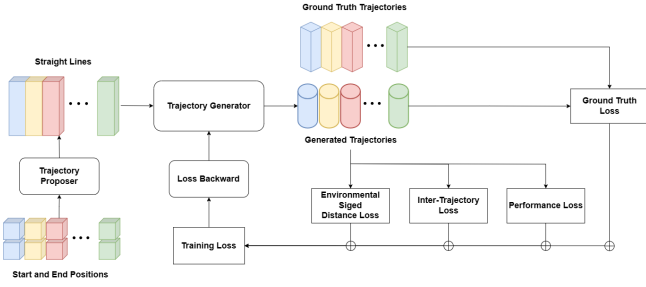 Ground Truth Trajectories
Straight Lines
Trajectory Generator
Ground Truth
Loss
Generated Trajectories
Trajectory
Proposer
Loss Backward
Environmental
Siged
Distance Loss
Inter-Trajectory
Loss
Performance Loss
Training Loss
Start and End Positions